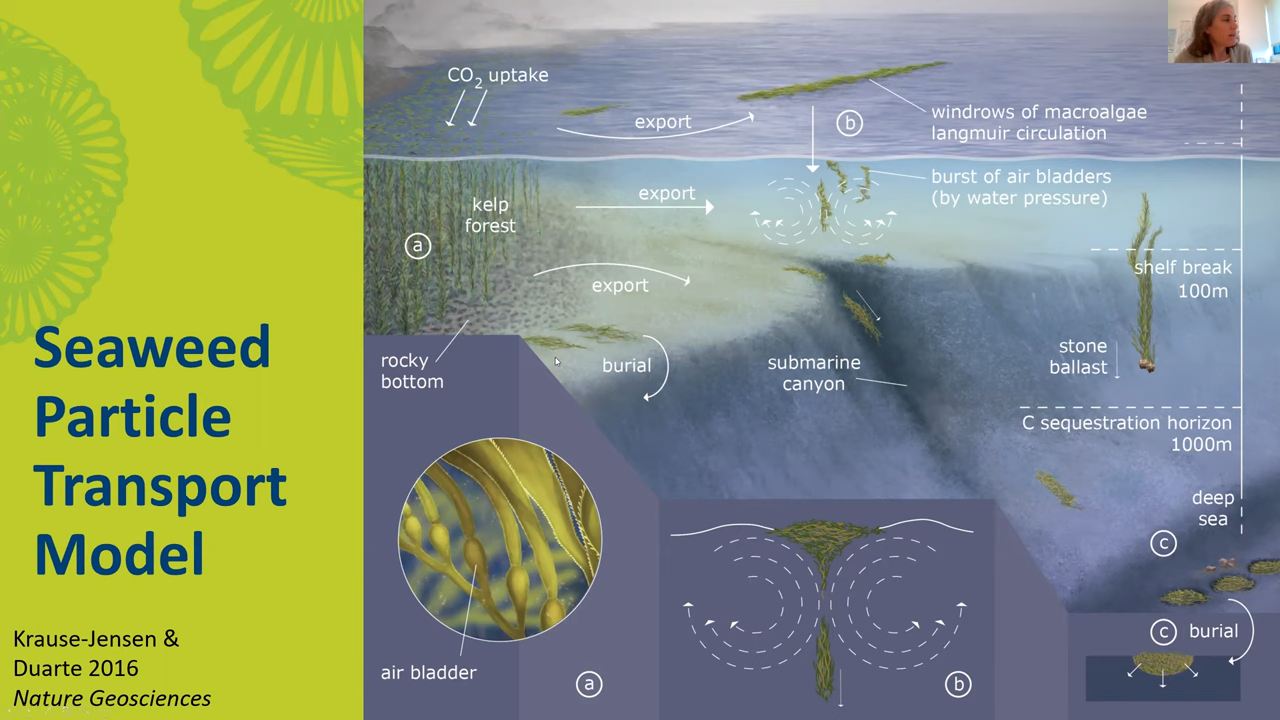 Seaweed
Particle
Transport
Model
Krause-Jensen &
Duarte 2016
Nature Geosciences
CO2 uptake
export
b
windrows of macroalgae
langmuir circulation
export
burst of air bladders
(by water pressure)
kelp
forest
a
export
shelf break
100m
rocky
bottom
burial
submarine
canyon
stone
ballast
C sequestration horizon
1000m
deep
sea
c
air bladder
a
b
c burial